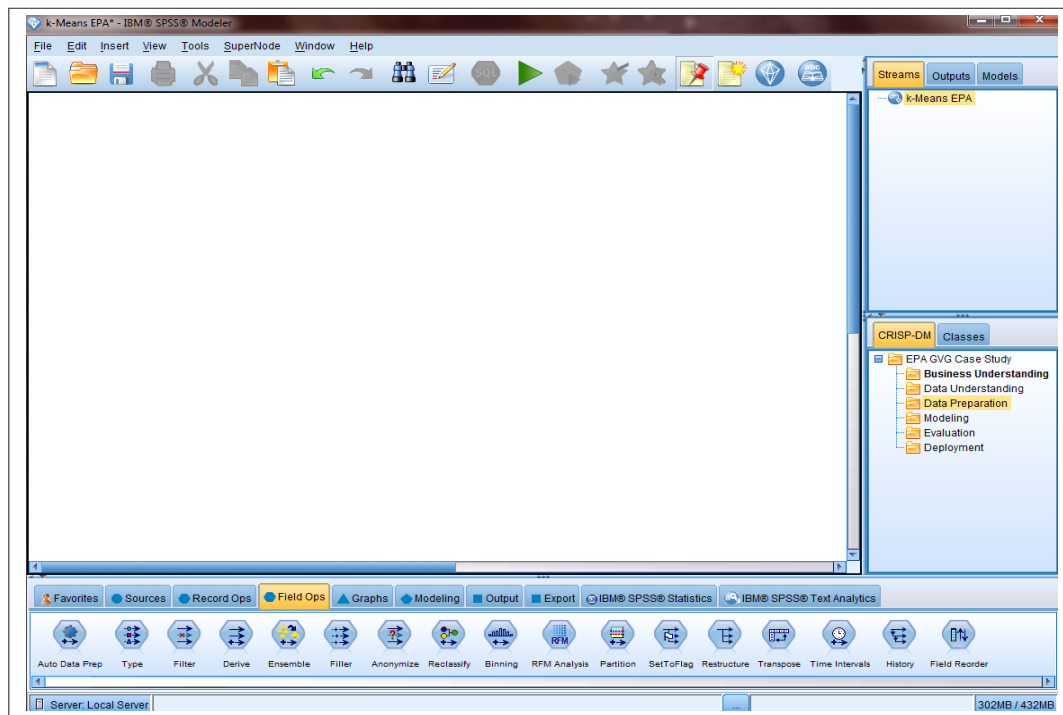 k-Means EPA* - IBM® SPSS® Modeler
File Edit Insert View Tools SuperNode Window Help
SQL
abc
Streams Outputs Models
k-Means EPA
CRISP-DM Classes
EPA GVG Case Study
Business Understanding
Data Understanding
Data Preparation
Modeling
Evaluation
Deployment
Favorites Sources Record Ops Field Ops Graphs Modeling Output Export IBM® SPSS® Statistics IBM® SPSS® Text Analytics
RFM
Auto Data Prep Type Filter Derive Ensemble Filler Anonymize Reclassify Binning RFM Analysis Partition SetToFlag Restructure Transpose Time Intervals History Field Reorder
Server: Local Server ... 302MB / 432MB